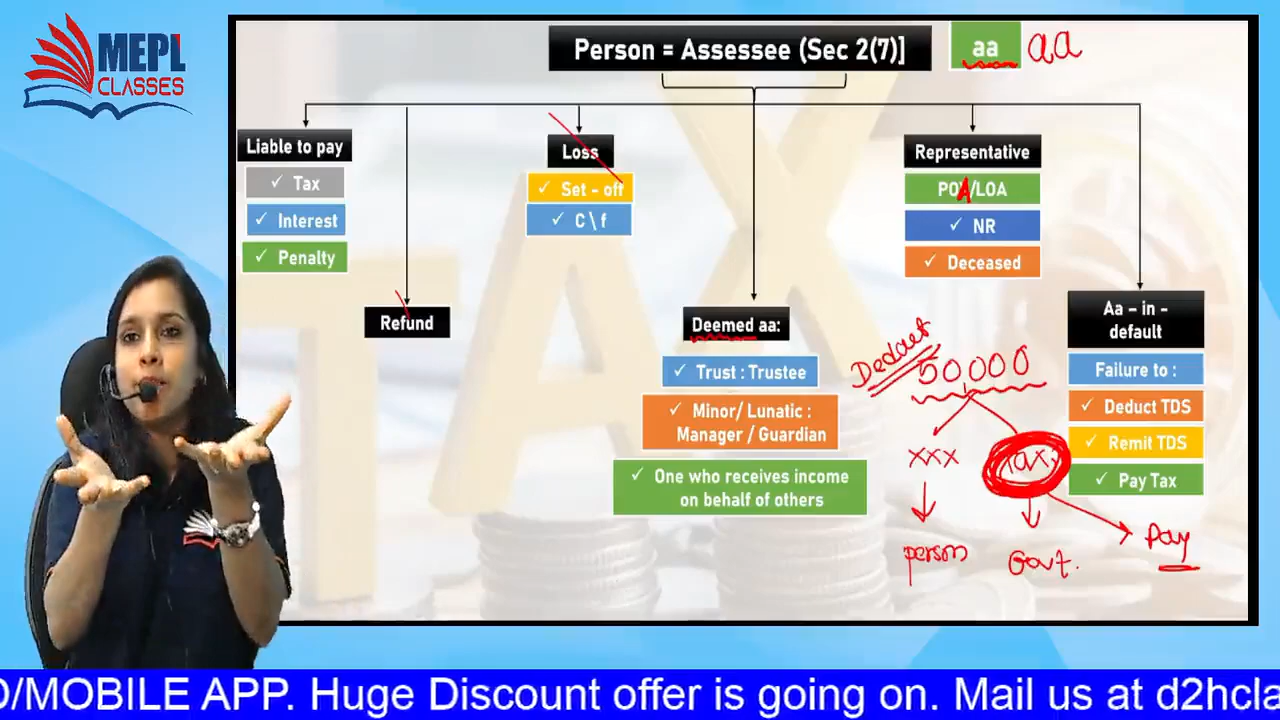 MEPL
CLASSES
Person = Assessee (Sec 2(7)]
aa
aa
Liable to pay
✓ Tax
✓ Interest
✓ Penalty
Refund
Loss
✓ Set - off
✓ C\f
Deemed aa:
✓ Trust : Trustee
✓ Minor/ Lunatic :
Manager / Guardian
✓ One who receives income
on behalf of others
Representative
POA/LOA
✓ NR
✓ Deceased
Aa – in –
default
Failure to :
✓ Deduct TDS
✓ Remit TDS
✓ Pay Tax
Deduct
50,000
xxx
Tax
person
Govt.
Pay
O/MOBILE APP. Huge Discount offer is going on. Mail us at d2hcla